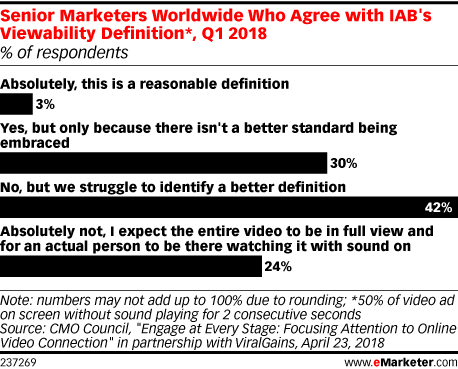 Senior Marketers Worldwide Who Agree with IAB's
Viewability Definition*, Q1 2018
% of respondents
Absolutely, this is a reasonable definition
3%
Yes, but only because there isn't a better standard being
embraced
30%
No, but we struggle to identify a better definition
42%
Absolutely not, I expect the entire video to be in full view and
for an actual person to be there watching it with sound on
24%
Note: numbers may not add up to 100% due to rounding; *50% of video ad
on screen without sound playing for 2 consecutive seconds
Source: CMO Council, "Engage at Every Stage: Focusing Attention to Online
Video Connection" in partnership with ViralGains, April 23, 2018
237269
www.eMarketer.com